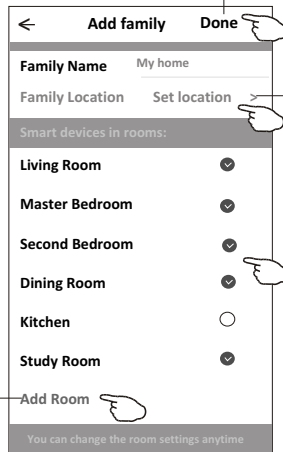 ← Add family Done
Family Name My home
Family Location Set location >
Smart devices in rooms:
Living Room
Master Bedroom
Second Bedroom
Dining Room
Kitchen
Study Room
Add Room
You can change the room settings anytime